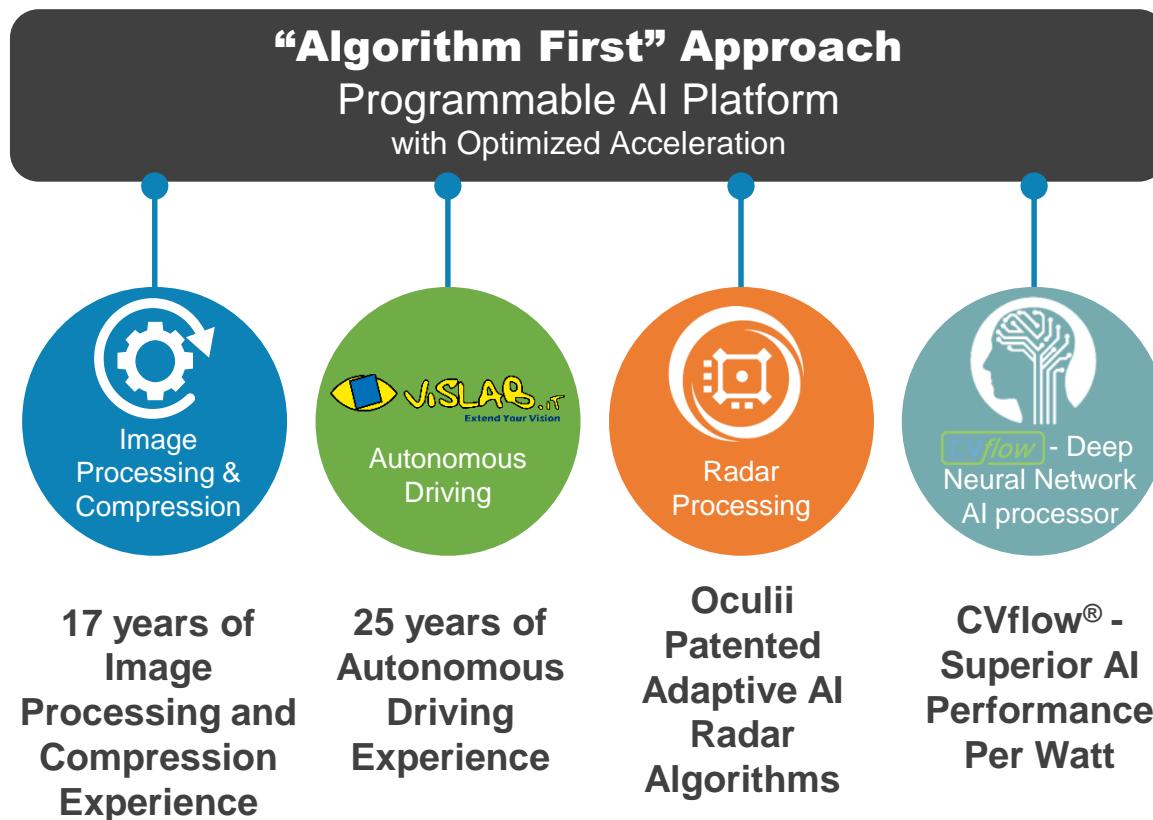 “Algorithm First” Approach
Programmable AI Platform
with Optimized Acceleration
Image
Processing &
Compression
VISLAB.IT
Extend Your Vision
Autonomous
Driving
Radar
Processing
CVflow - Deep
Neural Network
AI processor
17 years of
Image
Processing and
Compression
Experience
25 years of
Autonomous
Driving
Experience
Oculii
Patented
Adaptive AI
Radar
Algorithms
CVflow® -
Superior AI
Performance
Per Watt